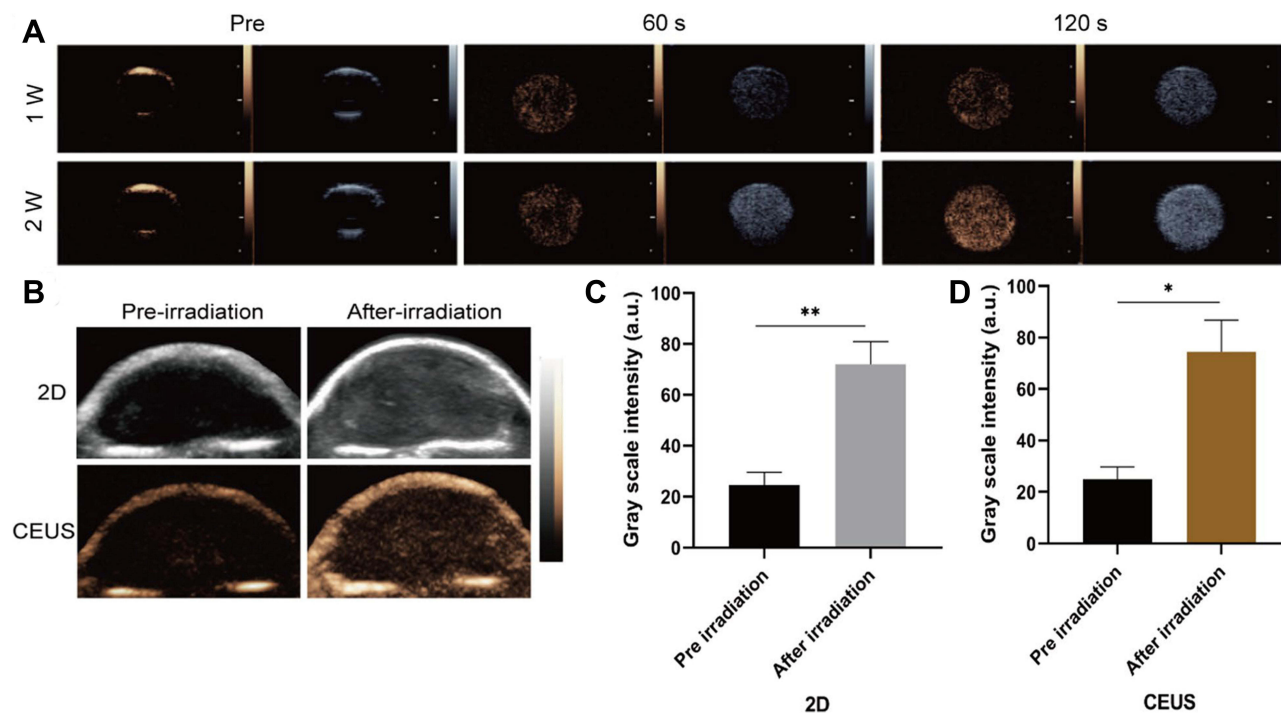 A
Pre
60 s
120 s
1 W
2 W
B
Pre-irradiation
After-irradiation
2D
CEUS
C
Gray scale intensity (a.u.)
100
80
60
40
20
0
**
Pre irradiation
After irradiation
2D
D
Gray scale intensity (a.u.)
100
80
60
40
20
0
*
Pre irradiation
After irradiation
CEUS